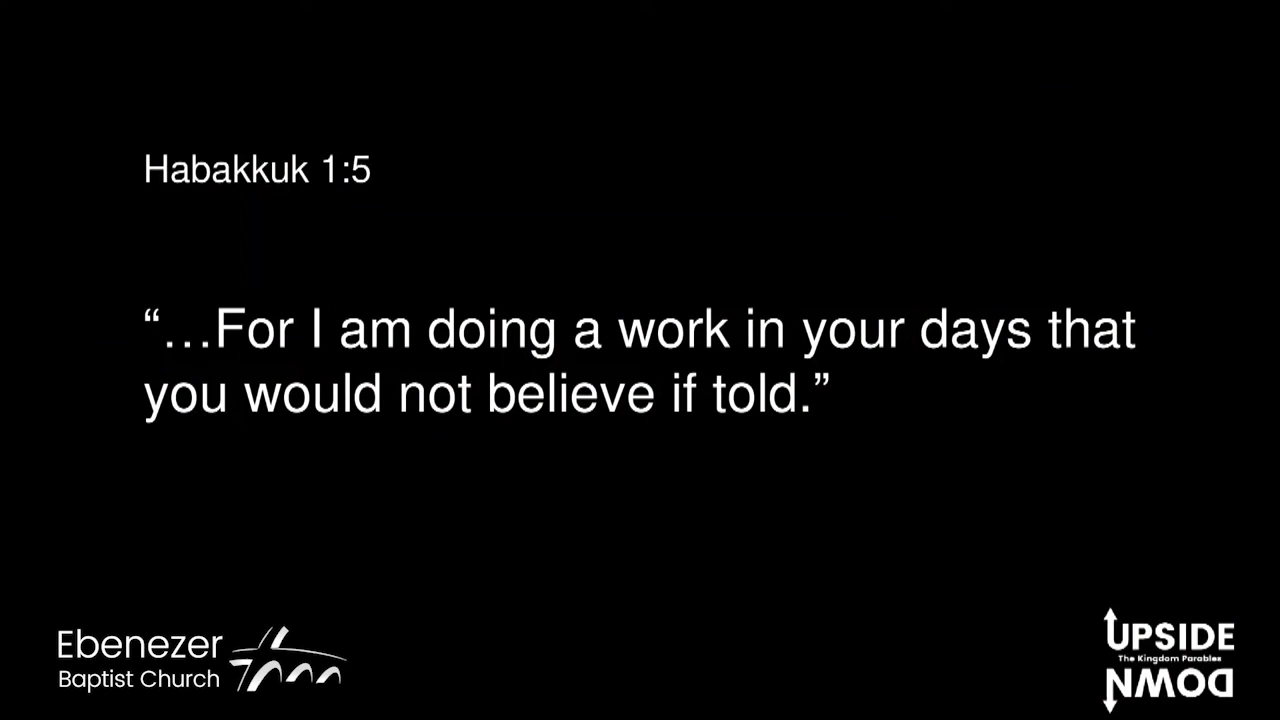 Habakkuk 1:5
“…For I am doing a work in your days that
you would not believe if told.”
Ebenezer
Baptist Church
UPSIDE
The Kingdom Parables
DOWN